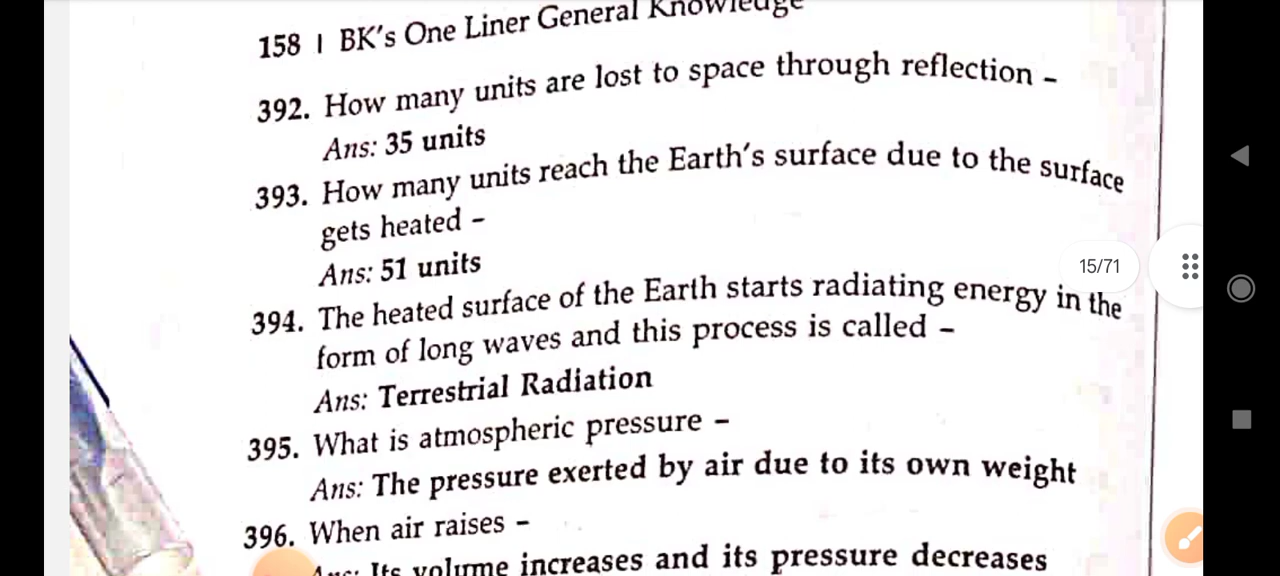 158 | BK's One Liner General Knowledge
392. How many units are lost to space through reflection –
Ans: 35 units
393. How many units reach the Earth's surface due to the surface
gets heated –
Ans: 51 units
394. The heated surface of the Earth starts radiating energy in the
form of long waves and this process is called –
Ans: Terrestrial Radiation
395. What is atmospheric pressure –
Ans: The pressure exerted by air due to its own weight
396. When air raises –
Ans: Its volume increases and its pressure decreases
15/71